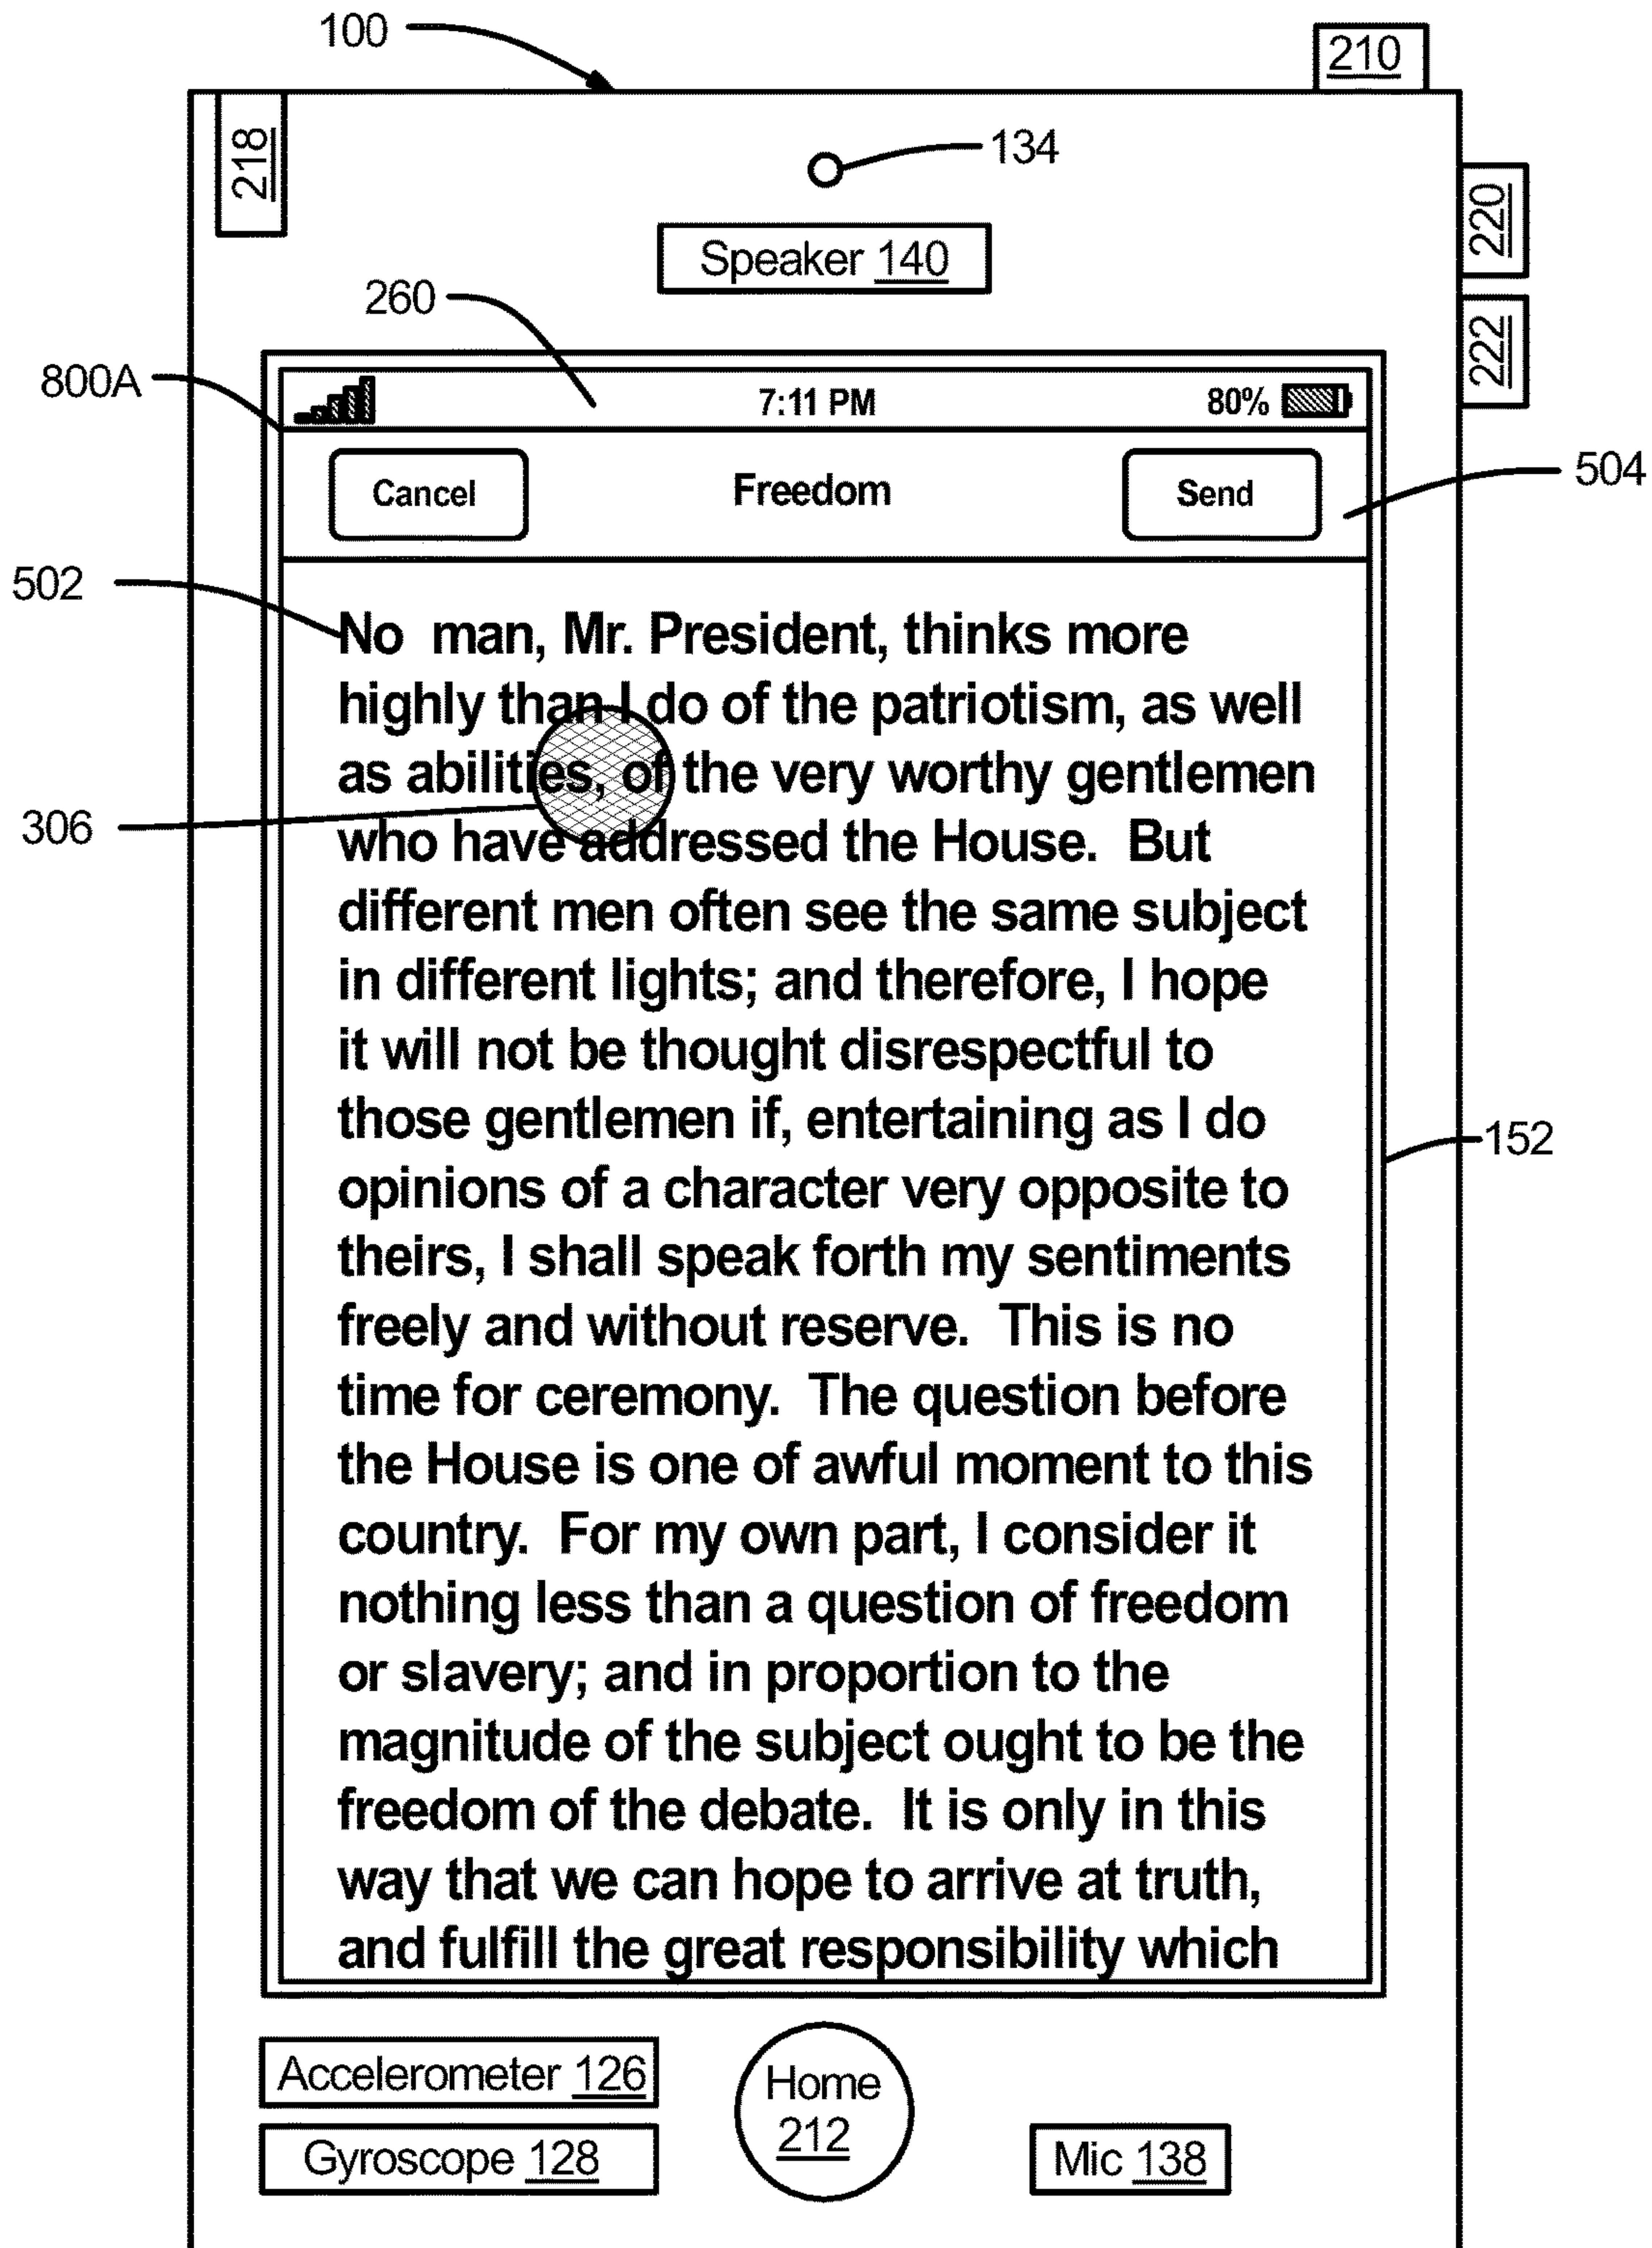 100
210
218
134
220
Speaker 140
260
222
800A
7:11 PM
80%
Cancel
Freedom
Send
504
502
No  man, Mr. President, thinks more
highly than I do of the patriotism, as well
as abilities, of the very worthy gentlemen
306
who have addressed the House.  But
different men often see the same subject
in different lights; and therefore, I hope
it will not be thought disrespectful to
those gentlemen if, entertaining as I do
152
opinions of a character very opposite to
theirs, I shall speak forth my sentiments
freely and without reserve.  This is no
time for ceremony.  The question before
the House is one of awful moment to this
country.  For my own part, I consider it
nothing less than a question of freedom
or slavery; and in proportion to the
magnitude of the subject ought to be the
freedom of the debate.  It is only in this
way that we can hope to arrive at truth,
and fulfill the great responsibility which
Accelerometer 126
Home
212
Gyroscope 128
Mic 138